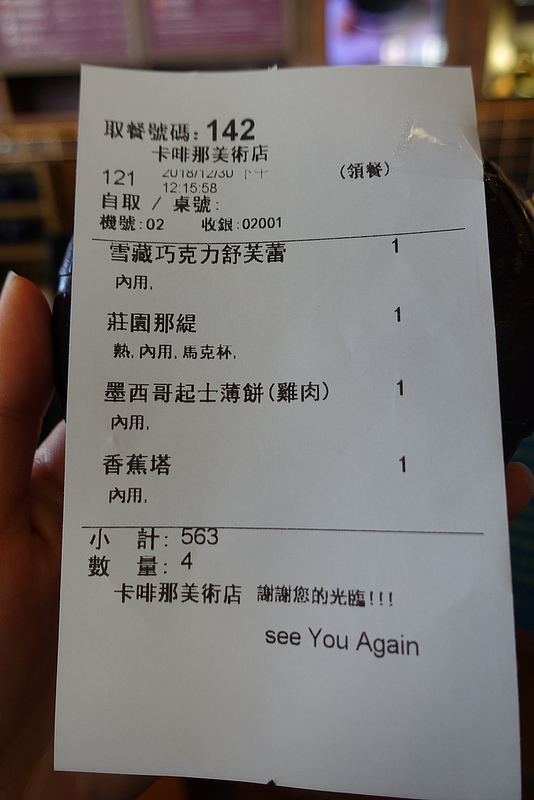 取餐號碼: 142
卡啡那美術店
121 2018/12/30 下午 (領餐)
12:15:58
自取 / 桌號:
機號:02 收銀:02001
雪藏巧克力舒芙蕾 1
內用,
莊園那緹 1
熱,內用,馬克杯,
墨西哥起士薄餅(雞肉) 1
內用,
香蕉塔 1
內用,
小 計: 563
數 量: 4
卡啡那美術店 謝謝您的光臨!!!
see You Again